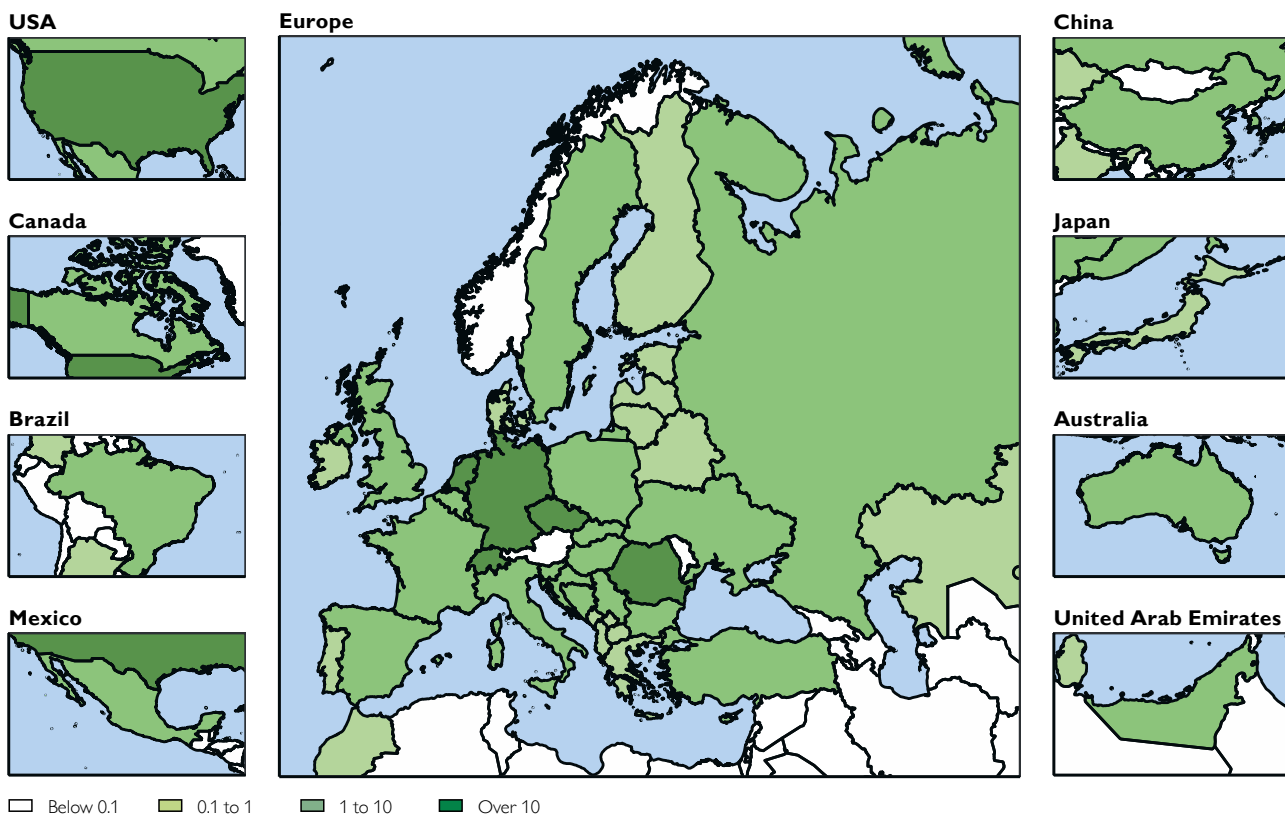 USA
Europe
China
Canada
Japan
Brazil
Australia
Mexico
United Arab Emirates
Below 0.1
0.1 to 1
1 to 10
Over 10